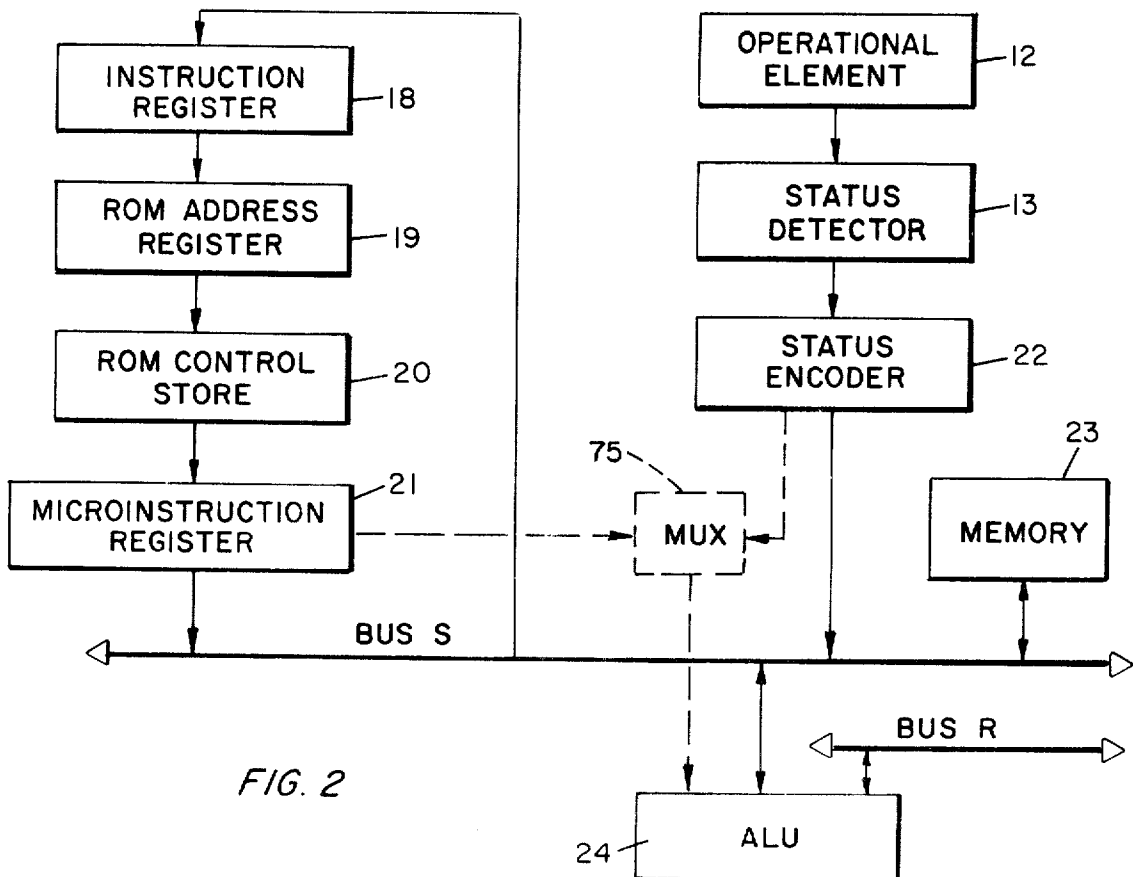 INSTRUCTION
REGISTER
18
ROM ADDRESS
REGISTER
19
ROM CONTROL
STORE
20
MICROINSTRUCTION
REGISTER
21
OPERATIONAL
ELEMENT
12
STATUS
DETECTOR
13
STATUS
ENCODER
22
75
MUX
23
MEMORY
BUS S
BUS R
FIG. 2
24
ALU